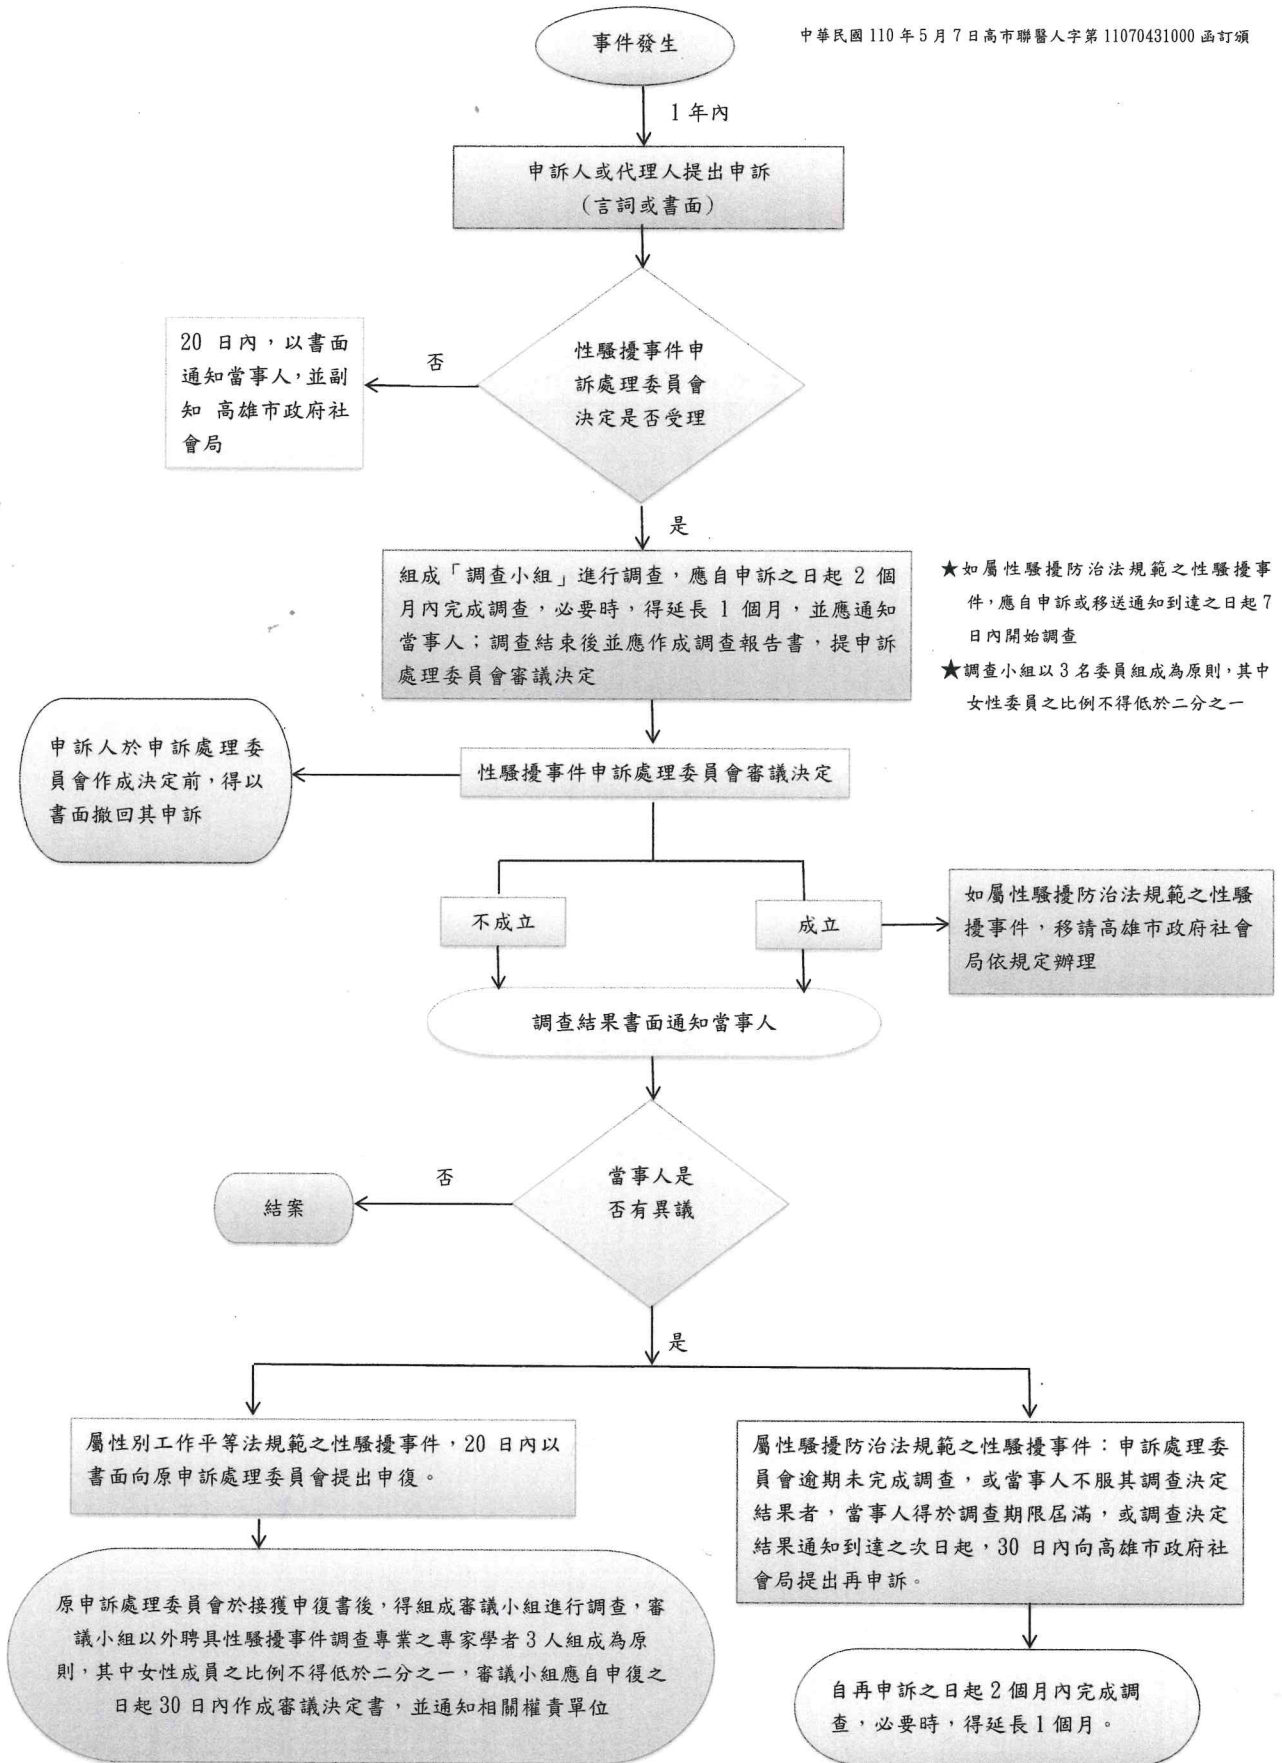 中華民國 110 年 5 月 7 日高市聯醫人字第 11070431000 函訂頒
事件發生
1 年內
申訴人或代理人提出申訴
(言詞或書面)
性騷擾事件申
訴處理委員會
決定是否受理
否
20 日內，以書面
通知當事人，並副
知 高雄市政府社
會局
是
組成「調查小組」進行調查，應自申訴之日起 2 個
月內完成調查，必要時，得延長 1 個月，並應通知
當事人；調查結束後並應作成調查報告書，提申訴
處理委員會審議決定
★如屬性騷擾防治法規範之性騷擾事
件，應自申訴或移送通知到達之日起 7
日內開始調查
★調查小組以 3 名委員組成為原則，其中
女性委員之比例不得低於二分之一
性騷擾事件申訴處理委員會審議決定
申訴人於申訴處理委
員會作成決定前，得以
書面撤回其申訴
不成立
成立
如屬性騷擾防治法規範之性騷
擾事件，移請高雄市政府社會
局依規定辦理
調查結果書面通知當事人
當事人是
否有異議
否
結案
是
屬性別工作平等法規範之性騷擾事件，20 日內以
書面向原申訴處理委員會提出申復。
原申訴處理委員會於接獲申復書後，得組成審議小組進行調查，審
議小組以外聘具性騷擾事件調查專業之專家學者 3 人組成為原
則，其中女性成員之比例不得低於二分之一，審議小組應自申復之
日起 30 日內作成審議決定書，並通知相關權責單位
屬性騷擾防治法規範之性騷擾事件：申訴處理委
員會逾期未完成調查，或當事人不服其調查決定
結果者，當事人得於調查期限屆滿，或調查決定
結果通知到達之次日起，30 日內向高雄市政府社
會局提出再申訴。
自再申訴之日起 2 個月內完成調
查，必要時，得延長 1 個月。